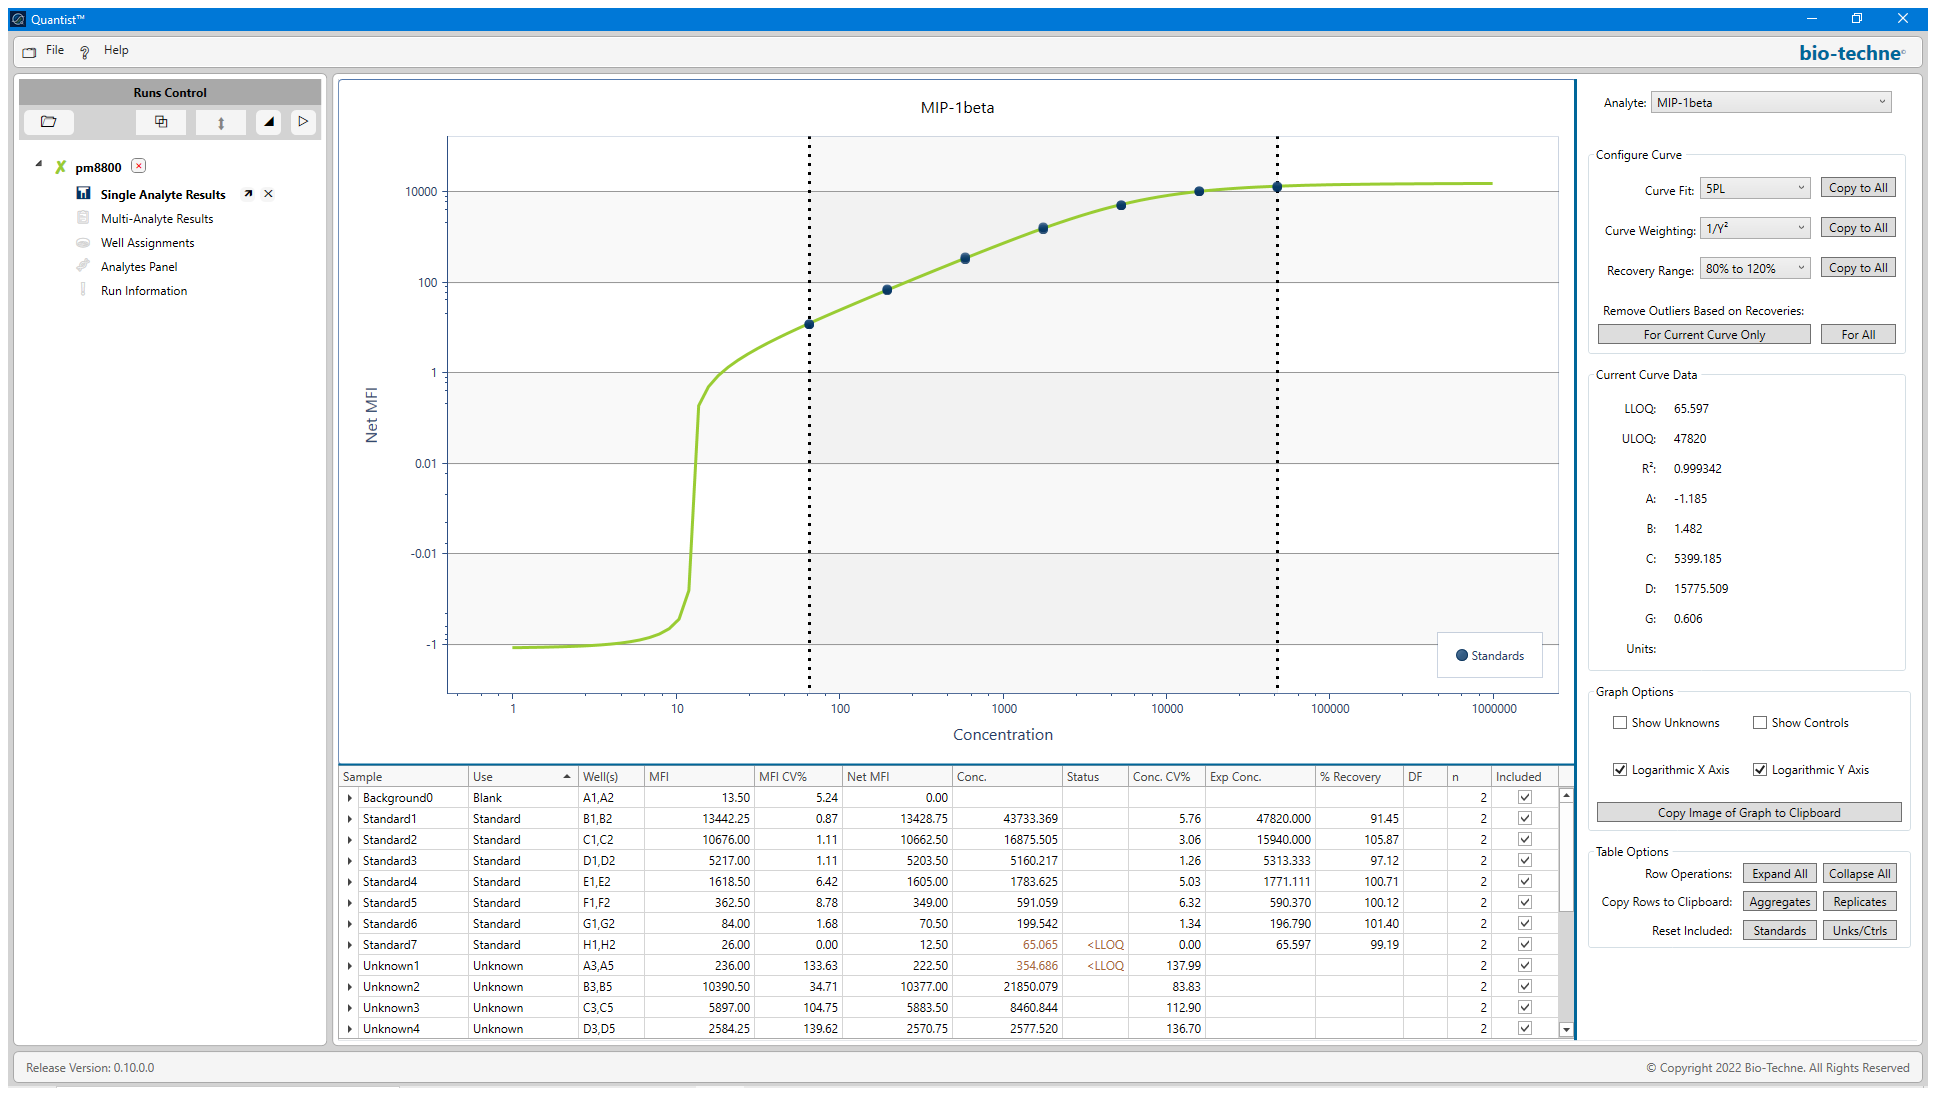 Quantist™
File ? Help
bio-techne
Runs Control
pm8800
Single Analyte Results
Multi-Analyte Results
Well Assignments
Analytes Panel
Run Information
MIP-1beta
10000
100
1
0.01
-0.01
-1
Net MFI
Standards
1 10 100 1000 10000 100000 1000000
Concentration
Sample Use Well(s) MFI MFI CV% Net MFI Conc. Status Conc. CV% Exp Conc. % Recovery DF n Included
Background0 Blank A1,A2 13.50 5.24 0.00 2
Standard1 Standard B1,B2 13442.25 0.87 13428.75 43733.369 5.76 47820.000 91.45 2
Standard2 Standard C1,C2 10676.00 1.11 10662.50 16875.505 3.06 15940.000 105.87 2
Standard3 Standard D1,D2 5217.00 1.11 5203.50 5160.217 1.26 5313.333 97.12 2
Standard4 Standard E1,E2 1618.50 6.42 1605.00 1783.625 5.03 1771.111 100.71 2
Standard5 Standard F1,F2 362.50 8.78 349.00 591.059 6.32 590.370 100.12 2
Standard6 Standard G1,G2 84.00 1.68 70.50 199.542 1.34 196.790 101.40 2
Standard7 Standard H1,H2 26.00 0.00 12.50 65.065 <LLOQ 0.00 65.597 99.19 2
Unknown1 Unknown A3,A5 236.00 133.63 222.50 354.686 <LLOQ 137.99 2
Unknown2 Unknown B3,B5 10390.50 34.71 10377.00 21850.079 83.83 2
Unknown3 Unknown C3,C5 5897.00 104.75 5883.50 8460.844 112.90 2
Unknown4 Unknown D3,D5 2584.25 139.62 2570.75 2577.520 136.70 2
Analyte: MIP-1beta
Configure Curve
Curve Fit: 5PL Copy to All
Curve Weighting: 1/Y² Copy to All
Recovery Range: 80% to 120% Copy to All
Remove Outliers Based on Recoveries:
For Current Curve Only For All
Current Curve Data
LLOQ: 65.597
ULOQ: 47820
R²: 0.999342
A: -1.185
B: 1.482
C: 5399.185
D: 15775.509
G: 0.606
Units:
Graph Options
Show Unknowns Show Controls
Logarithmic X Axis Logarithmic Y Axis
Copy Image of Graph to Clipboard
Table Options
Row Operations: Expand All Collapse All
Copy Rows to Clipboard: Aggregates Replicates
Reset Included: Standards Unks/Ctrls
Release Version: 0.10.0.0
© Copyright 2022 Bio-Techne. All Rights Reserved